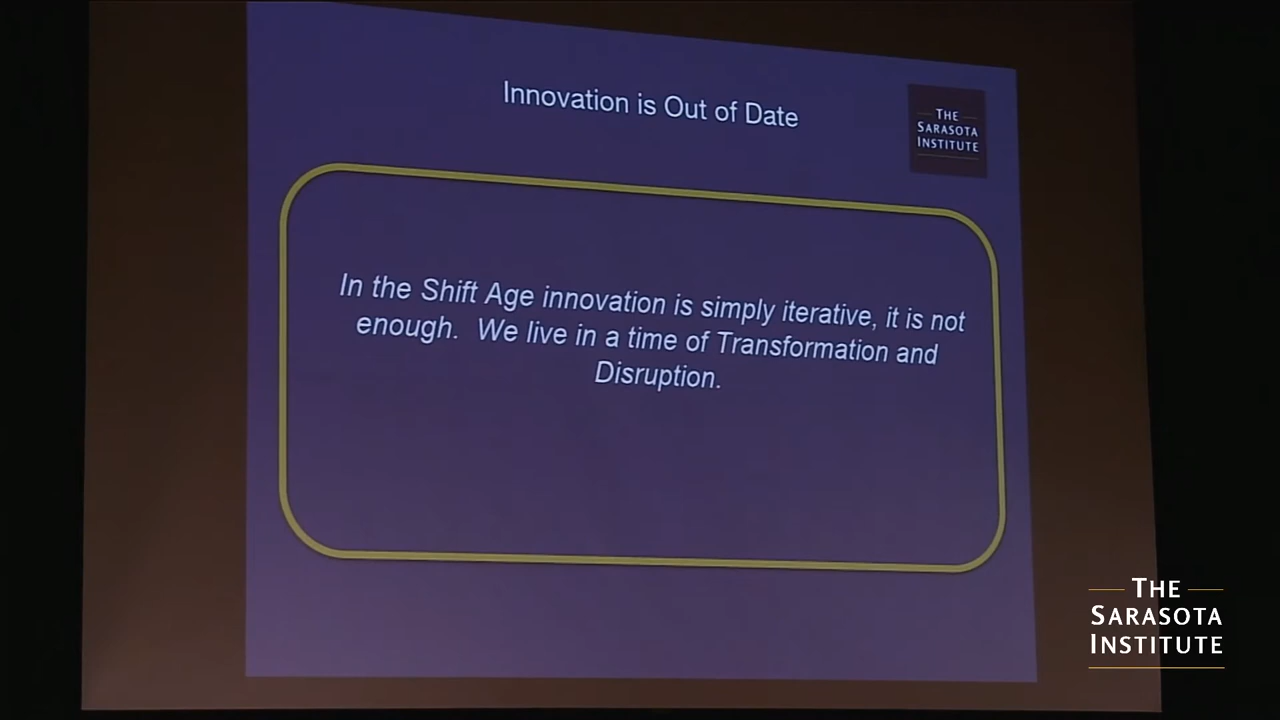 Innovation is Out of Date
THE
SARASOTA
INSTITUTE
In the Shift Age innovation is simply iterative, it is not
enough.  We live in a time of Transformation and
Disruption.
THE
SARASOTA
INSTITUTE